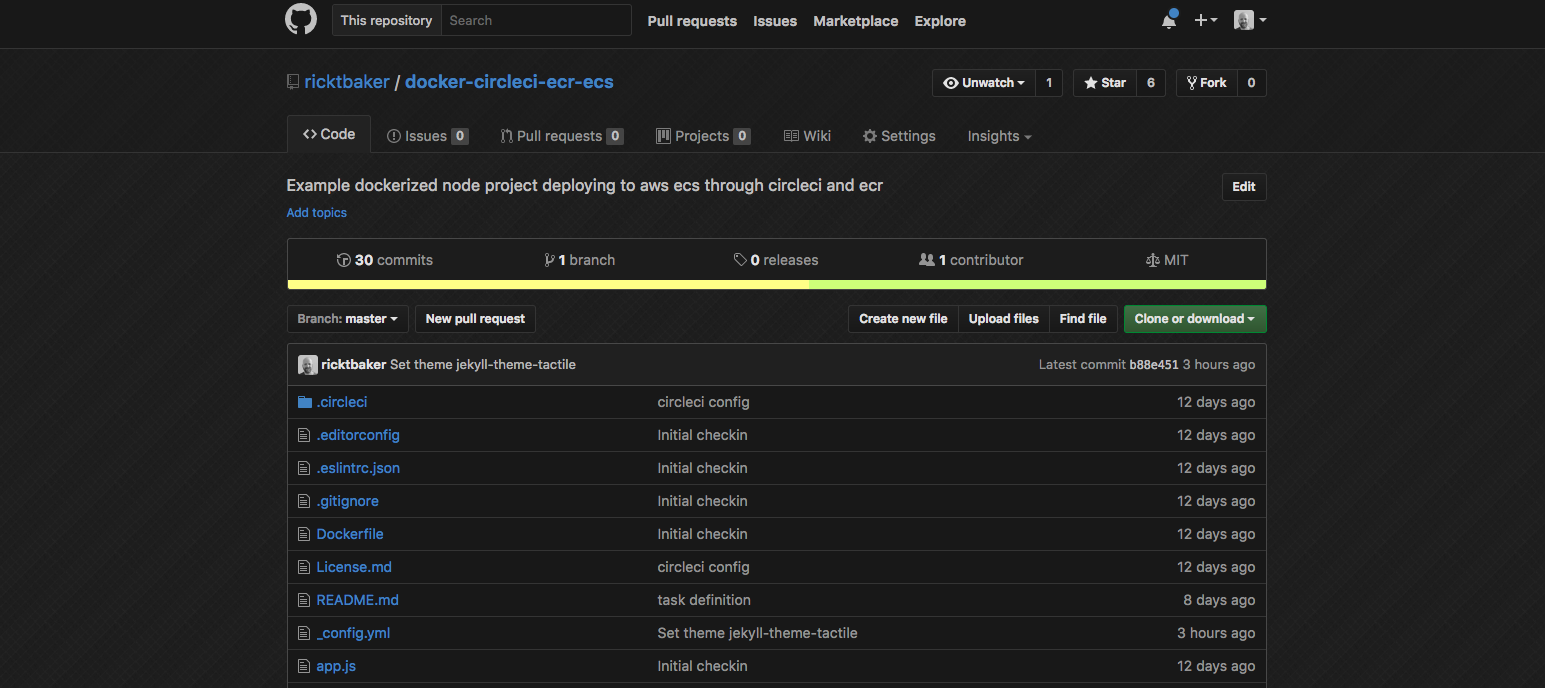 This repository Search Pull requests Issues Marketplace Explore
ricktbaker / docker-circleci-ecr-ecs Unwatch 1 Star 6 Fork 0
Code Issues 0 Pull requests 0 Projects 0 Wiki Settings Insights
Example dockerized node project deploying to aws ecs through circleci and ecr Edit
Add topics
30 commits 1 branch 0 releases 1 contributor MIT
Branch: master New pull request Create new file Upload files Find file Clone or download
ricktbaker Set theme jekyll-theme-tactile Latest commit b88e451 3 hours ago
.circleci circleci config 12 days ago
.editorconfig Initial checkin 12 days ago
.eslintrc.json Initial checkin 12 days ago
.gitignore Initial checkin 12 days ago
Dockerfile Initial checkin 12 days ago
License.md circleci config 12 days ago
README.md task definition 8 days ago
_config.yml Set theme jekyll-theme-tactile 3 hours ago
app.js Initial checkin 12 days ago